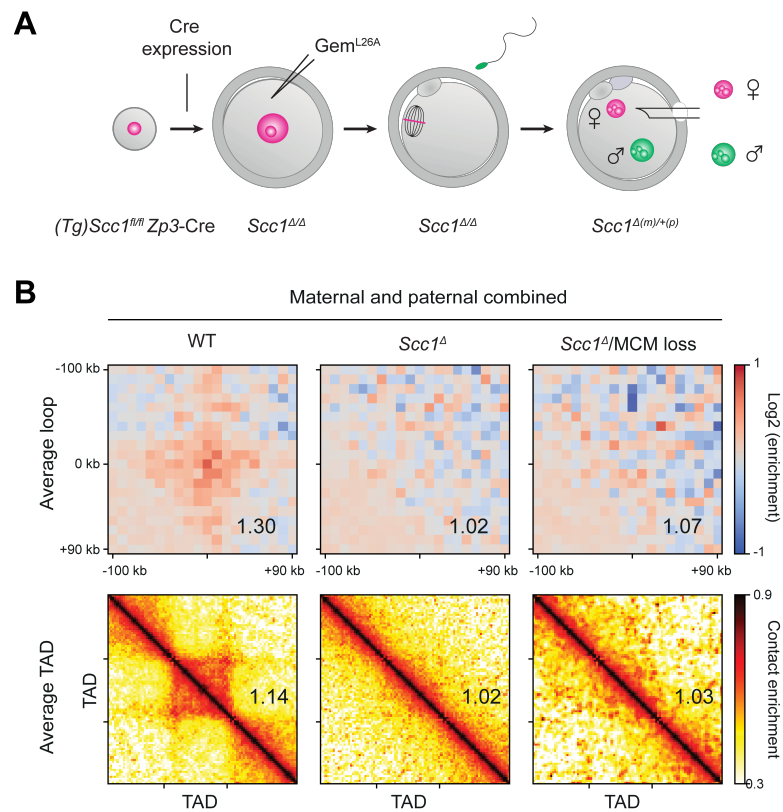 A
Cre
expression
Gem^L26A
♀
♀
♂
♂
(Tg)Scc1^fl/fl Zp3-Cre
Scc1^Δ/Δ
Scc1^Δ/Δ
Scc1^Δ(m)/+(p)
B
Maternal and paternal combined
WT
Scc1^Δ
Scc1^Δ/MCM loss
Average loop
-100 kb
0 kb
+90 kb
1.30
1.02
1.07
1
Log2 (enrichment)
-1
-100 kb
+90 kb
-100 kb
+90 kb
-100 kb
+90 kb
Average TAD
TAD
1.14
1.02
1.03
0.9
Contact enrichment
0.3
TAD
TAD
TAD